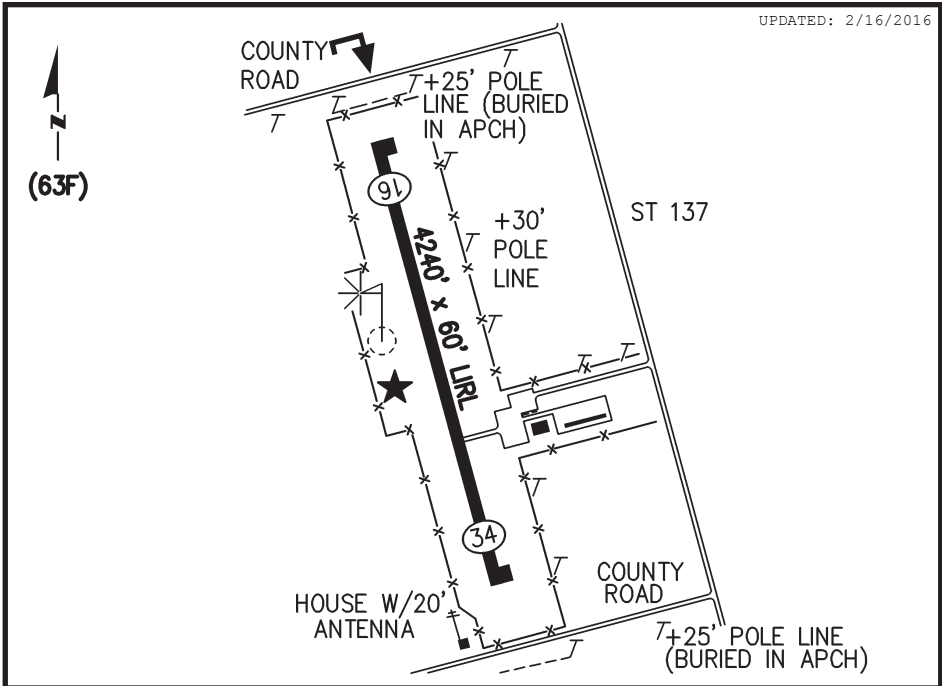 UPDATED: 2/16/2016
COUNTY
ROAD
+25' POLE
LINE (BURIED
IN APCH)
N
(63F)
16
ST 137
+30'
POLE
LINE
4240' x 60' LIRL
34
COUNTY
ROAD
HOUSE W/20'
ANTENNA
+25' POLE LINE
(BURIED IN APCH)